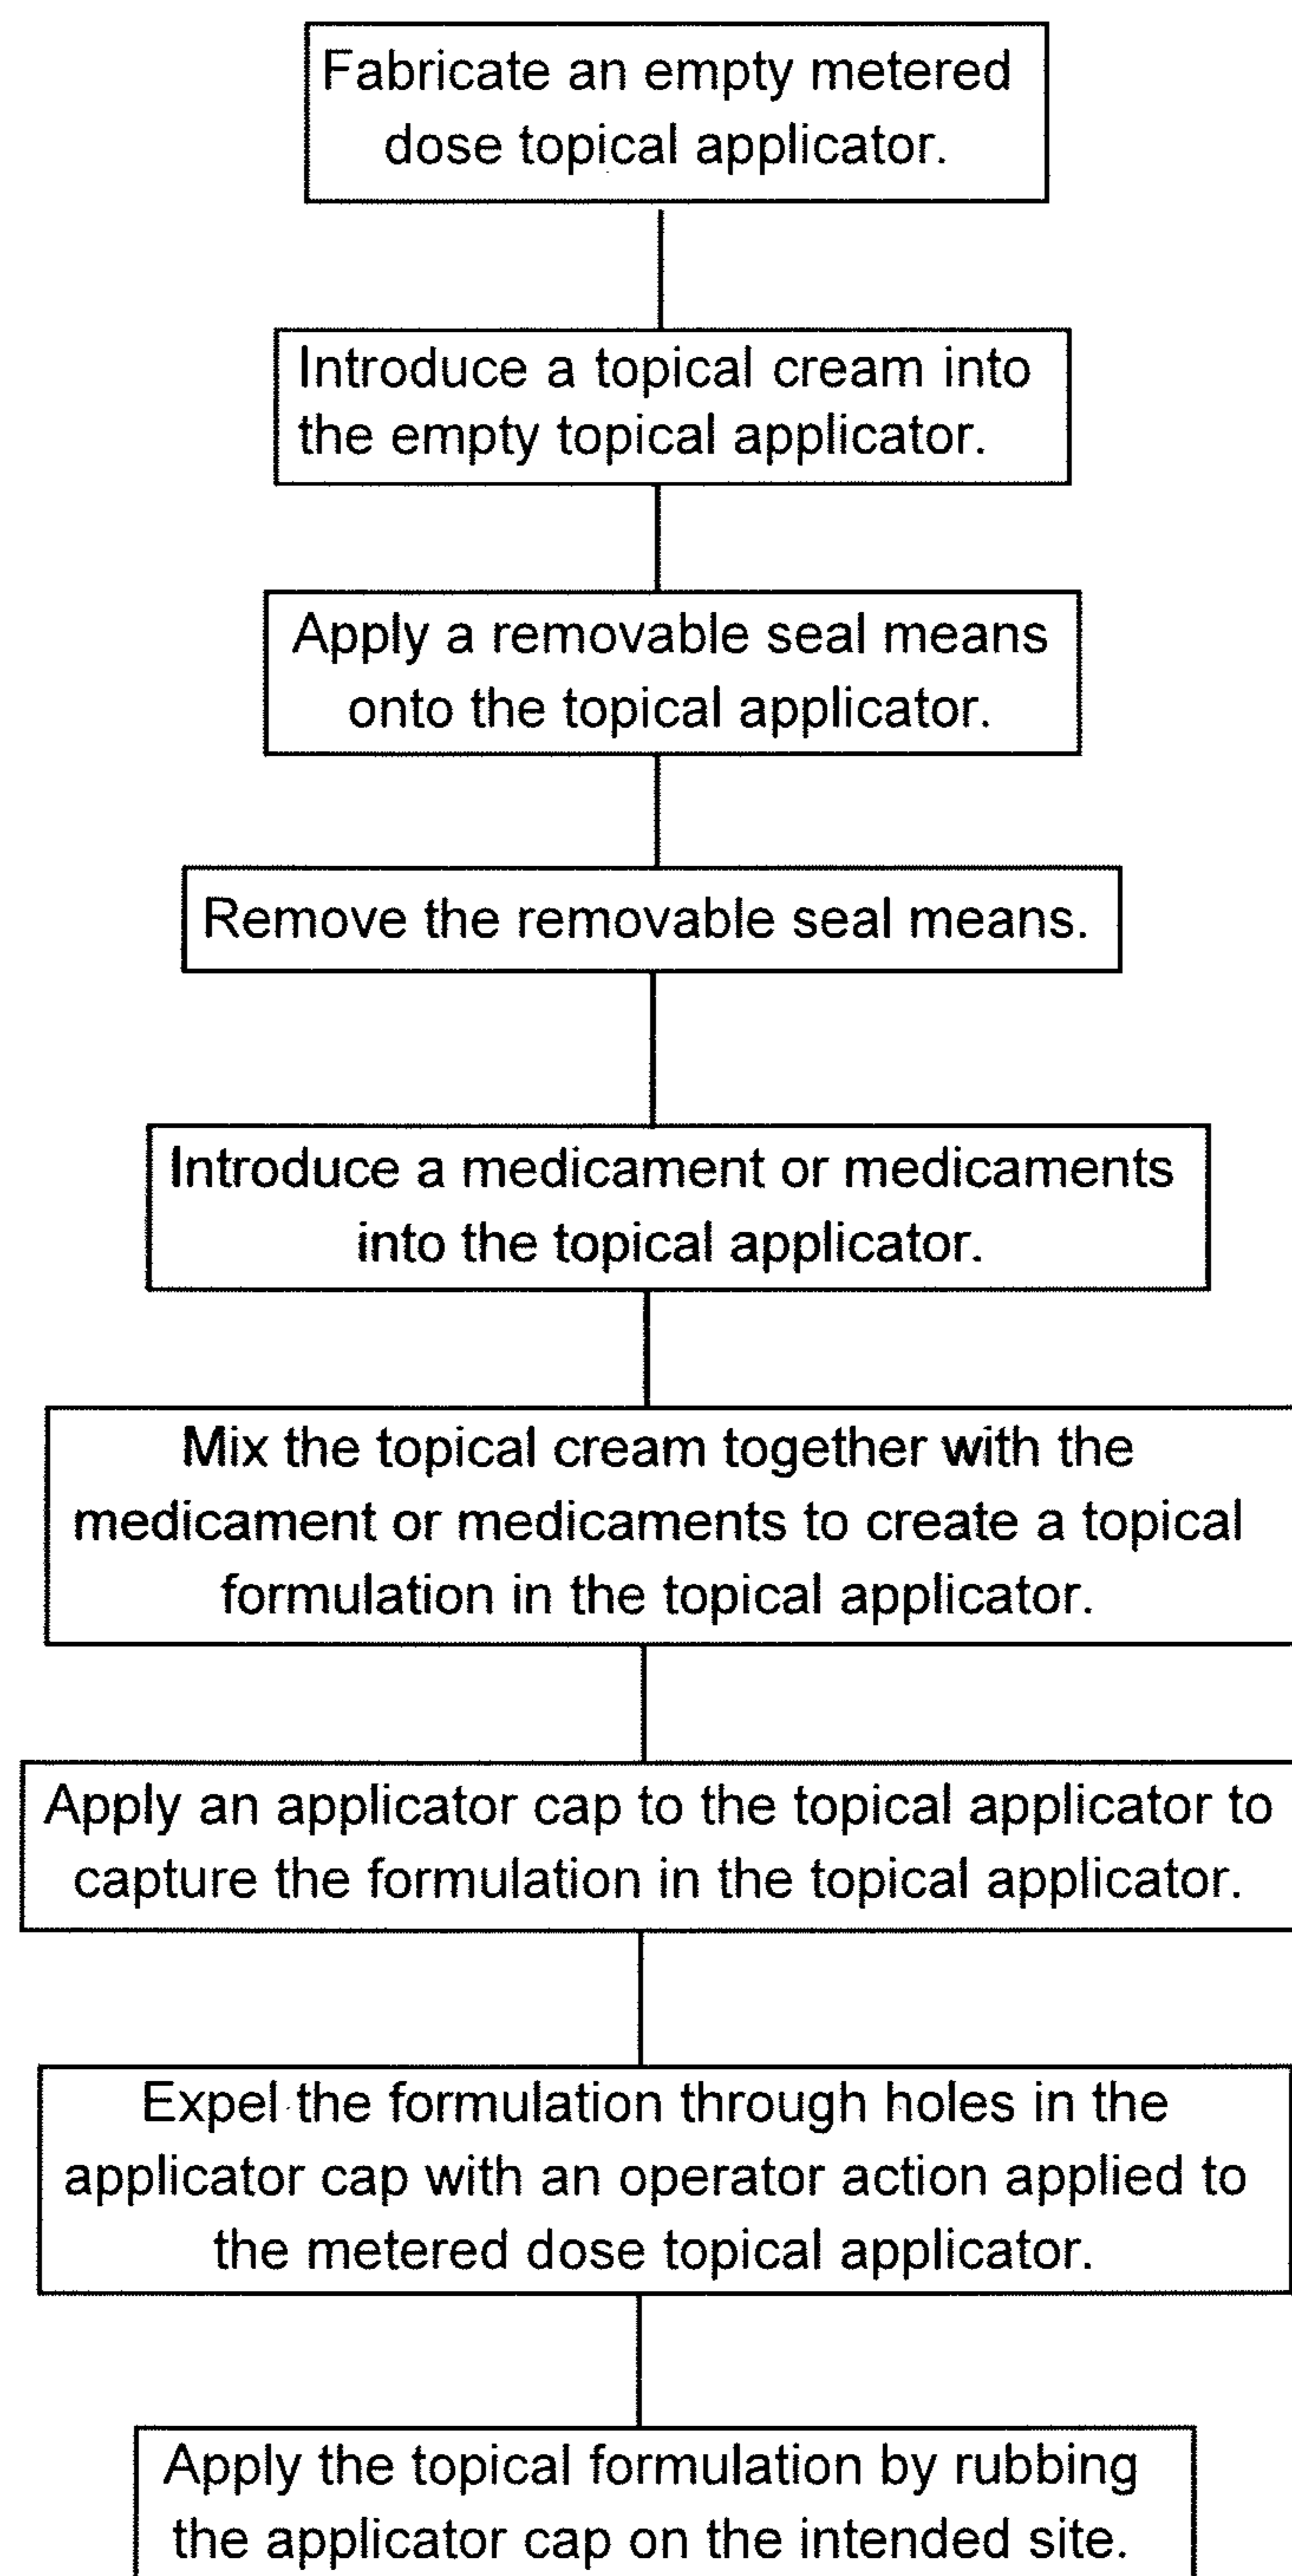 Fabricate an empty metered
dose topical applicator.
Introduce a topical cream into
the empty topical applicator.
Apply a removable seal means
onto the topical applicator.
Remove the removable seal means.
Introduce a medicament or medicaments
into the topical applicator.
Mix the topical cream together with the
medicament or medicaments to create a topical
formulation in the topical applicator.
Apply an applicator cap to the topical applicator to
capture the formulation in the topical applicator.
Expel the formulation through holes in the
applicator cap with an operator action applied to
the metered dose topical applicator.
Apply the topical formulation by rubbing
the applicator cap on the intended site.